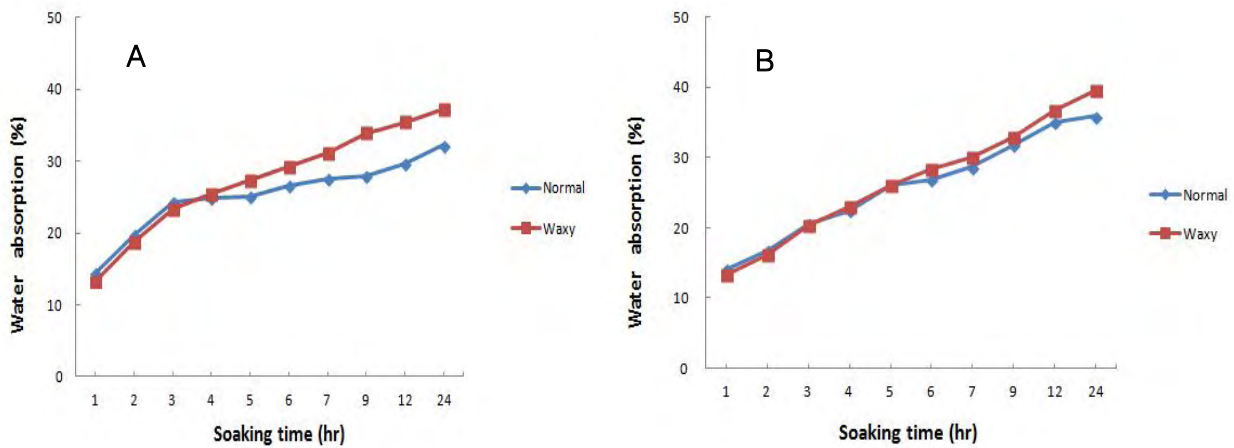 A
Water absorption (%)
50
40
30
20
10
0
1 2 3 4 5 6 7 9 12 24
Soaking time (hr)
Normal
Waxy
B
Water absorption (%)
50
40
30
20
10
0
1 2 3 4 5 6 7 9 12 24
Soaking time (hr)
Normal
Waxy